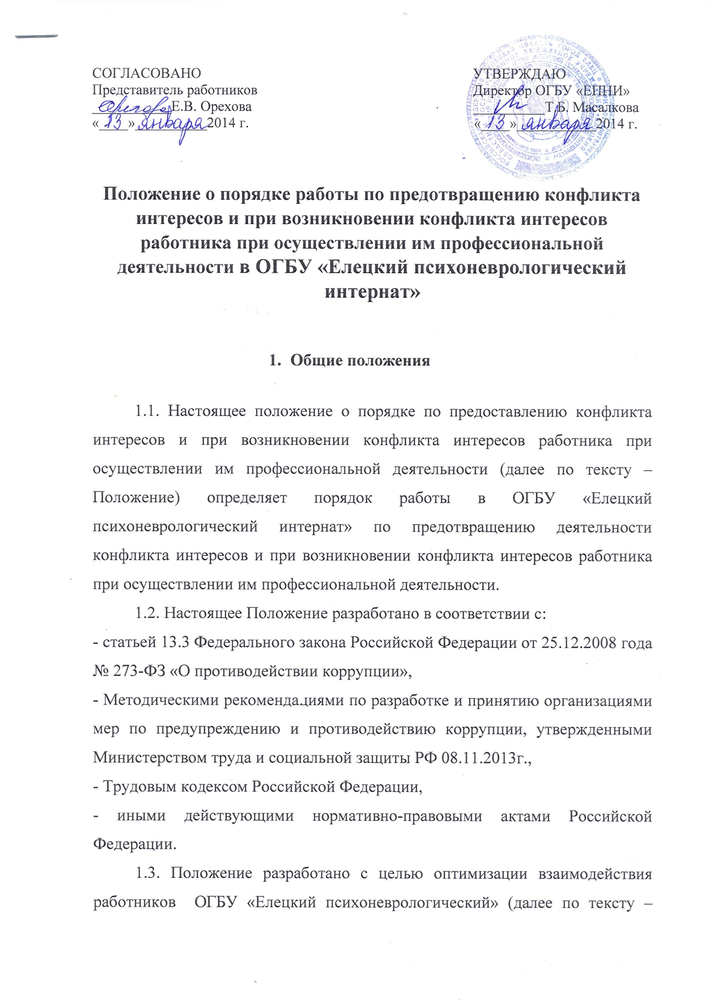 СОГЛАСОВАНО
Представитель работников
Орехова Е.В. Орехова
«13» января 2014 г.
УТВЕРЖДАЮ
Директор ОГБУ «ЕПНИ»
Т.Б. Масалкова
«13» января 2014 г.
Положение о порядке работы по предотвращению конфликта
интересов и при возникновении конфликта интересов
работника при осуществлении им профессиональной
деятельности в ОГБУ «Елецкий психоневрологический
интернат»
1. Общие положения
1.1. Настоящее положение о порядке по предоставлению конфликта
интересов и при возникновении конфликта интересов работника при
осуществлении им профессиональной деятельности (далее по тексту –
Положение) определяет порядок работы в ОГБУ «Елецкий
психоневрологический интернат» по предотвращению деятельности
конфликта интересов и при возникновении конфликта интересов работника
при осуществлении им профессиональной деятельности.
1.2. Настоящее Положение разработано в соответствии с:
- статьей 13.3 Федерального закона Российской Федерации от 25.12.2008 года
№ 273-ФЗ «О противодействии коррупции»,
- Методическими рекомендациями по разработке и принятию организациями
мер по предупреждению и противодействию коррупции, утвержденными
Министерством труда и социальной защиты РФ 08.11.2013г.,
- Трудовым кодексом Российской Федерации,
- иными действующими нормативно-правовыми актами Российской
Федерации.
1.3. Положение разработано с целью оптимизации взаимодействия
работников ОГБУ «Елецкий психоневрологический» (далее по тексту –